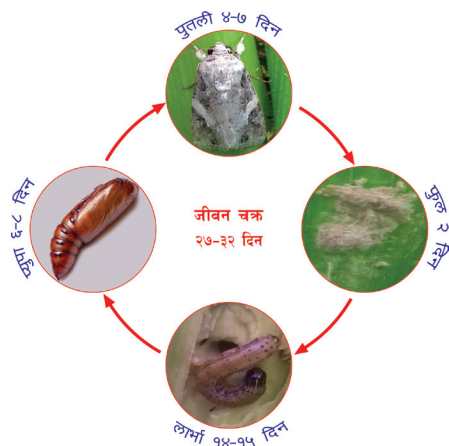 पुतली ४-७ दिन
फुल २ दिन
लार्भा १४-१५ दिन
प्युपा ६-८ दिन
जीवन चक्र
२७-३२ दिन